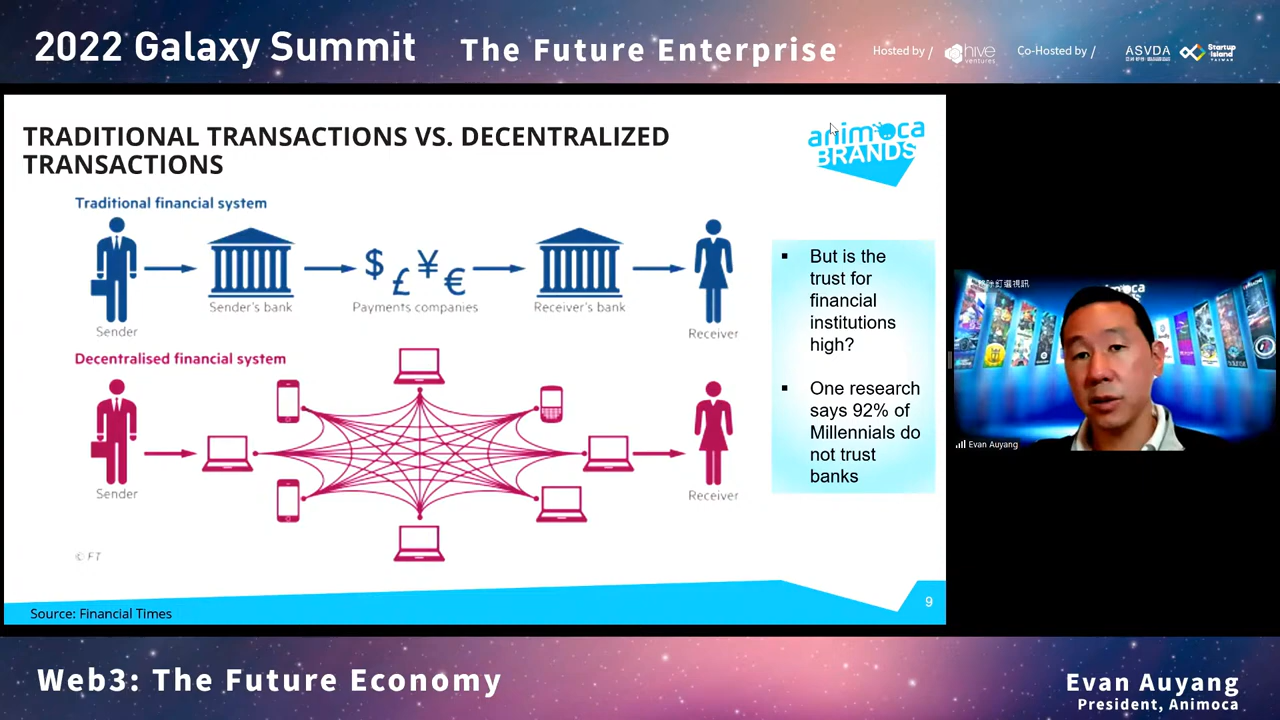 2022 Galaxy Summit The Future Enterprise Hosted by / hive ventures Co-Hosted by / ASVDA Startup Island TAIWAN
TRADITIONAL TRANSACTIONS VS. DECENTRALIZED
TRANSACTIONS
animoca
BRANDS
Traditional financial system
$ £ ¥ €
Sender's bank Payments companies Receiver's bank
Sender Receiver
Decentralised financial system
Sender Receiver
© FT
▪ But is the
trust for
financial
institutions
high?
▪ One research
says 92% of
Millennials do
not trust
banks
Source: Financial Times
9
Evan Auyang
Web3: The Future Economy
Evan Auyang
President, Animoca